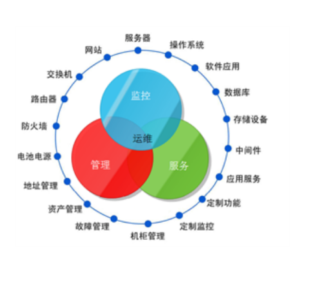 服务器
操作系统
软件应用
数据库
存储设备
中间件
应用服务
定制功能
定制监控
机柜管理
故障管理
资产管理
地址管理
电池电源
防火墙
路由器
交换机
网站
监控
运维
管理
服务